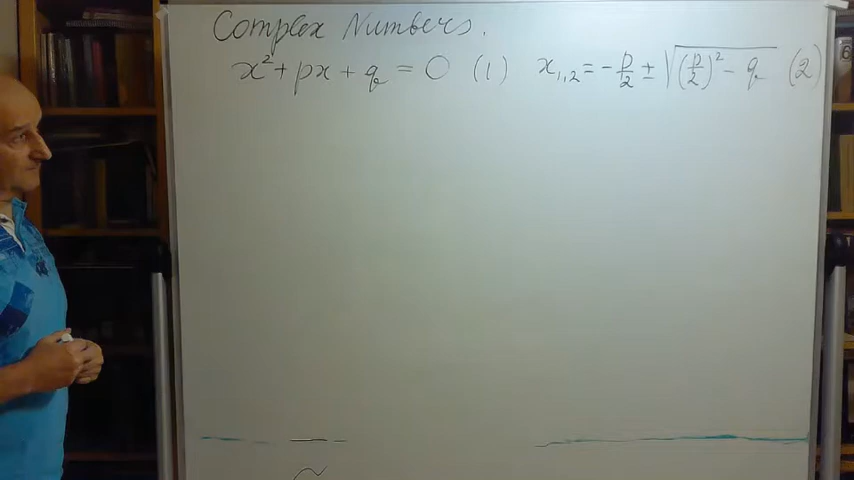 Complex Numbers.
x² + px + q = 0 (1) x₁,₂ = -p/2 ± √((p/2)² - q) (2)